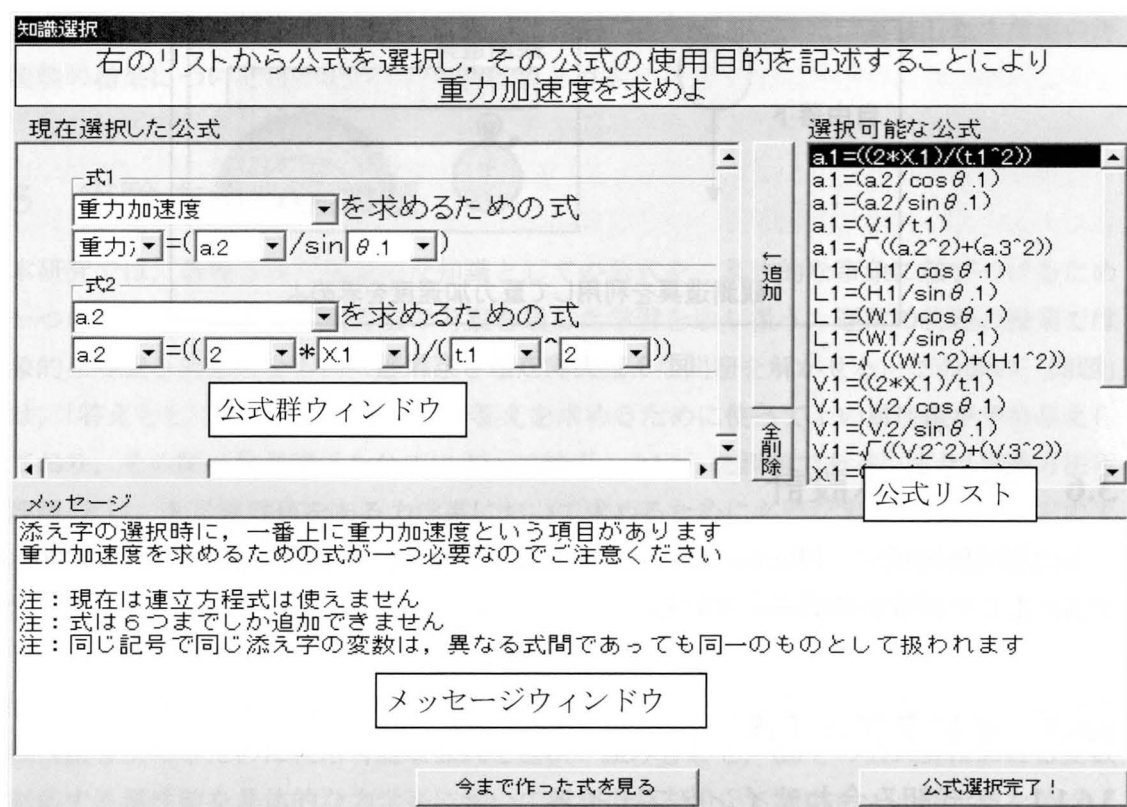 知識選択
右のリストから公式を選択し,その公式の使用目的を記述することにより
重力加速度を求めよ
現在選択した公式
選択可能な公式
式1
重力加速度 を求めるための式
重力 =( a.2 /sin θ.1 )
式2
a.2 を求めるための式
a.2 =(( 2 * X.1 )/( t.1 ^ 2 ))
公式群ウィンドウ
←追加
全削除
a.1=((2*X.1)/(t.1^2))
a.1=(a.2/cosθ.1)
a.1=(a.2/sinθ.1)
a.1=(V.1/t.1)
a.1=√((a.2^2)+(a.3^2))
L.1=(H.1/cosθ.1)
L.1=(H.1/sinθ.1)
L.1=(W.1/cosθ.1)
L.1=(W.1/sinθ.1)
L.1=√((W.1^2)+(H.1^2))
V.1=((2*X.1)/t.1)
V.1=(V.2/cosθ.1)
V.1=(V.2/sinθ.1)
V.1=√((V.2^2)+(V.3^2))
公式リスト
メッセージ
添え字の選択時に,一番上に重力加速度という項目があります
重力加速度を求めるための式が一つ必要なのでご注意ください
注:現在は連立方程式は使えません
注:式は6つまでしか追加できません
注:同じ記号で同じ添え字の変数は,異なる式間であっても同一のものとして扱われます
メッセージウィンドウ
今まで作った式を見る
公式選択完了!